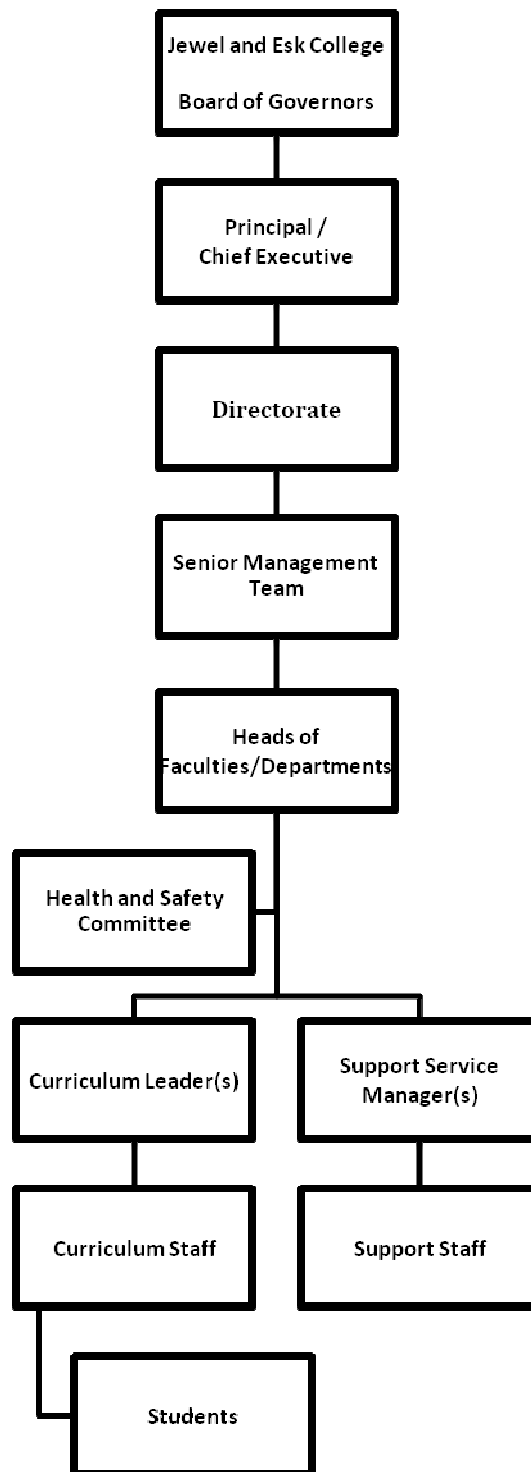 Jewel and Esk College
Board of Governors
Principal /
Chief Executive
Directorate
Senior Management
Team
Heads of
Faculties/Departments
Health and Safety
Committee
Curriculum Leader(s)
Support Service
Manager(s)
Curriculum Staff
Support Staff
Students